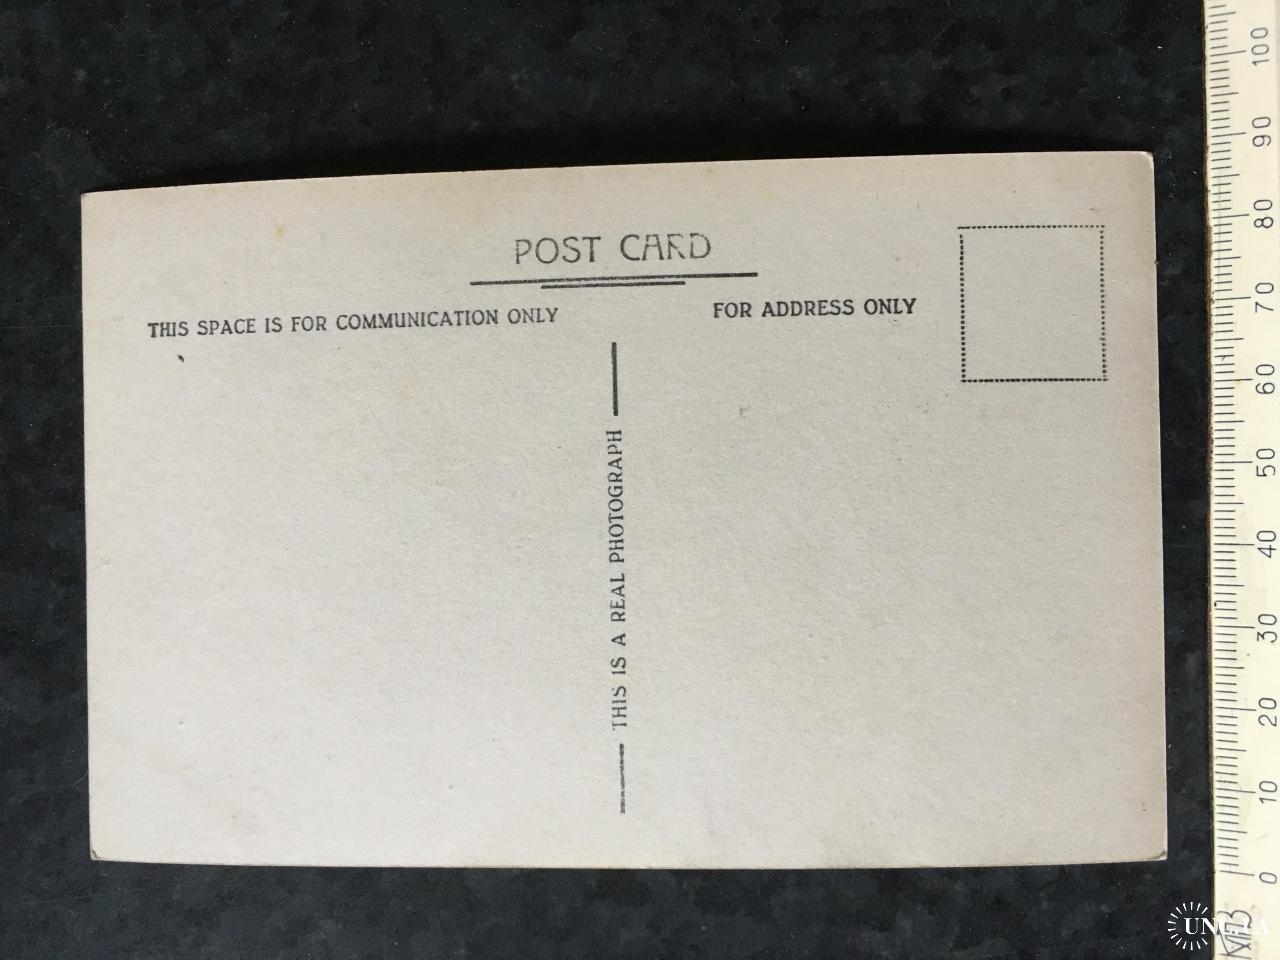 POST CARD
THIS SPACE IS FOR COMMUNICATION ONLY
FOR ADDRESS ONLY
THIS IS A REAL PHOTOGRAPH
100
90
80
70
60
50
40
30
20
10
0
UNC.UA